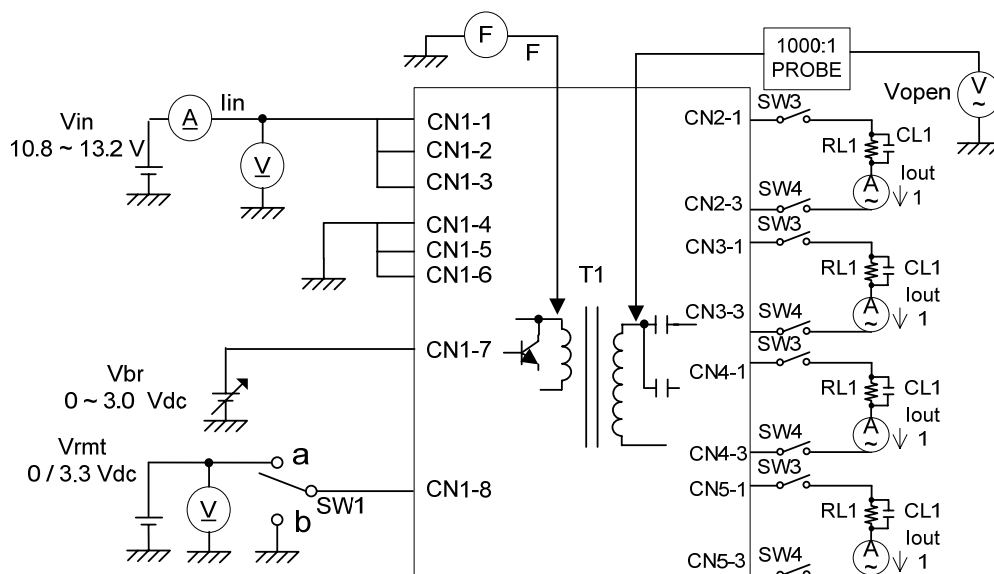 F
F
1000:1
PROBE
V
~
Vopen
Vin
10.8 ~ 13.2 V
A
Iin
V
CN1-1
CN1-2
CN1-3
CN1-4
CN1-5
CN1-6
CN1-7
CN1-8
Vbr
0 ~ 3.0 Vdc
Vrmt
0 / 3.3 Vdc
V
a
b
SW1
T1
CN2-1
SW3
RL1
CL1
A
~
Iout
1
CN2-3
SW4
CN3-1
SW3
RL1
CL1
A
~
Iout
1
CN3-3
SW4
CN4-1
SW3
RL1
CL1
A
~
Iout
1
CN4-3
SW4
CN5-1
SW3
RL1
CL1
A
~
Iout
1
CN5-3
SW4